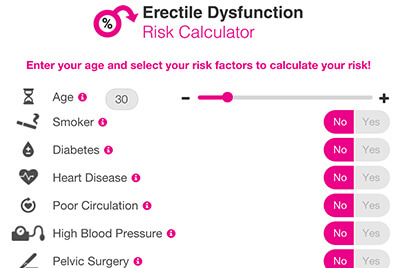 %
Erectile Dysfunction
Risk Calculator
Enter your age and select your risk factors to calculate your risk!
Age i 30 - +
Smoker i No Yes
Diabetes i No Yes
Heart Disease i No Yes
Poor Circulation i No Yes
High Blood Pressure i No Yes
Pelvic Surgery i No Yes